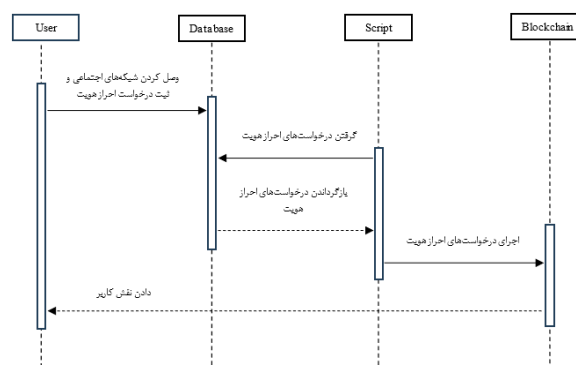 User
Database
Script
Blockchain
وصل کردن شبکه‌های اجتماعی و
ثبت درخواست احراز هویت
گرفتن درخواست‌های احراز هویت
بازگرداندن درخواست‌های احراز
هویت
اجرای درخواست‌های احراز هویت
دادن نقش کاربر